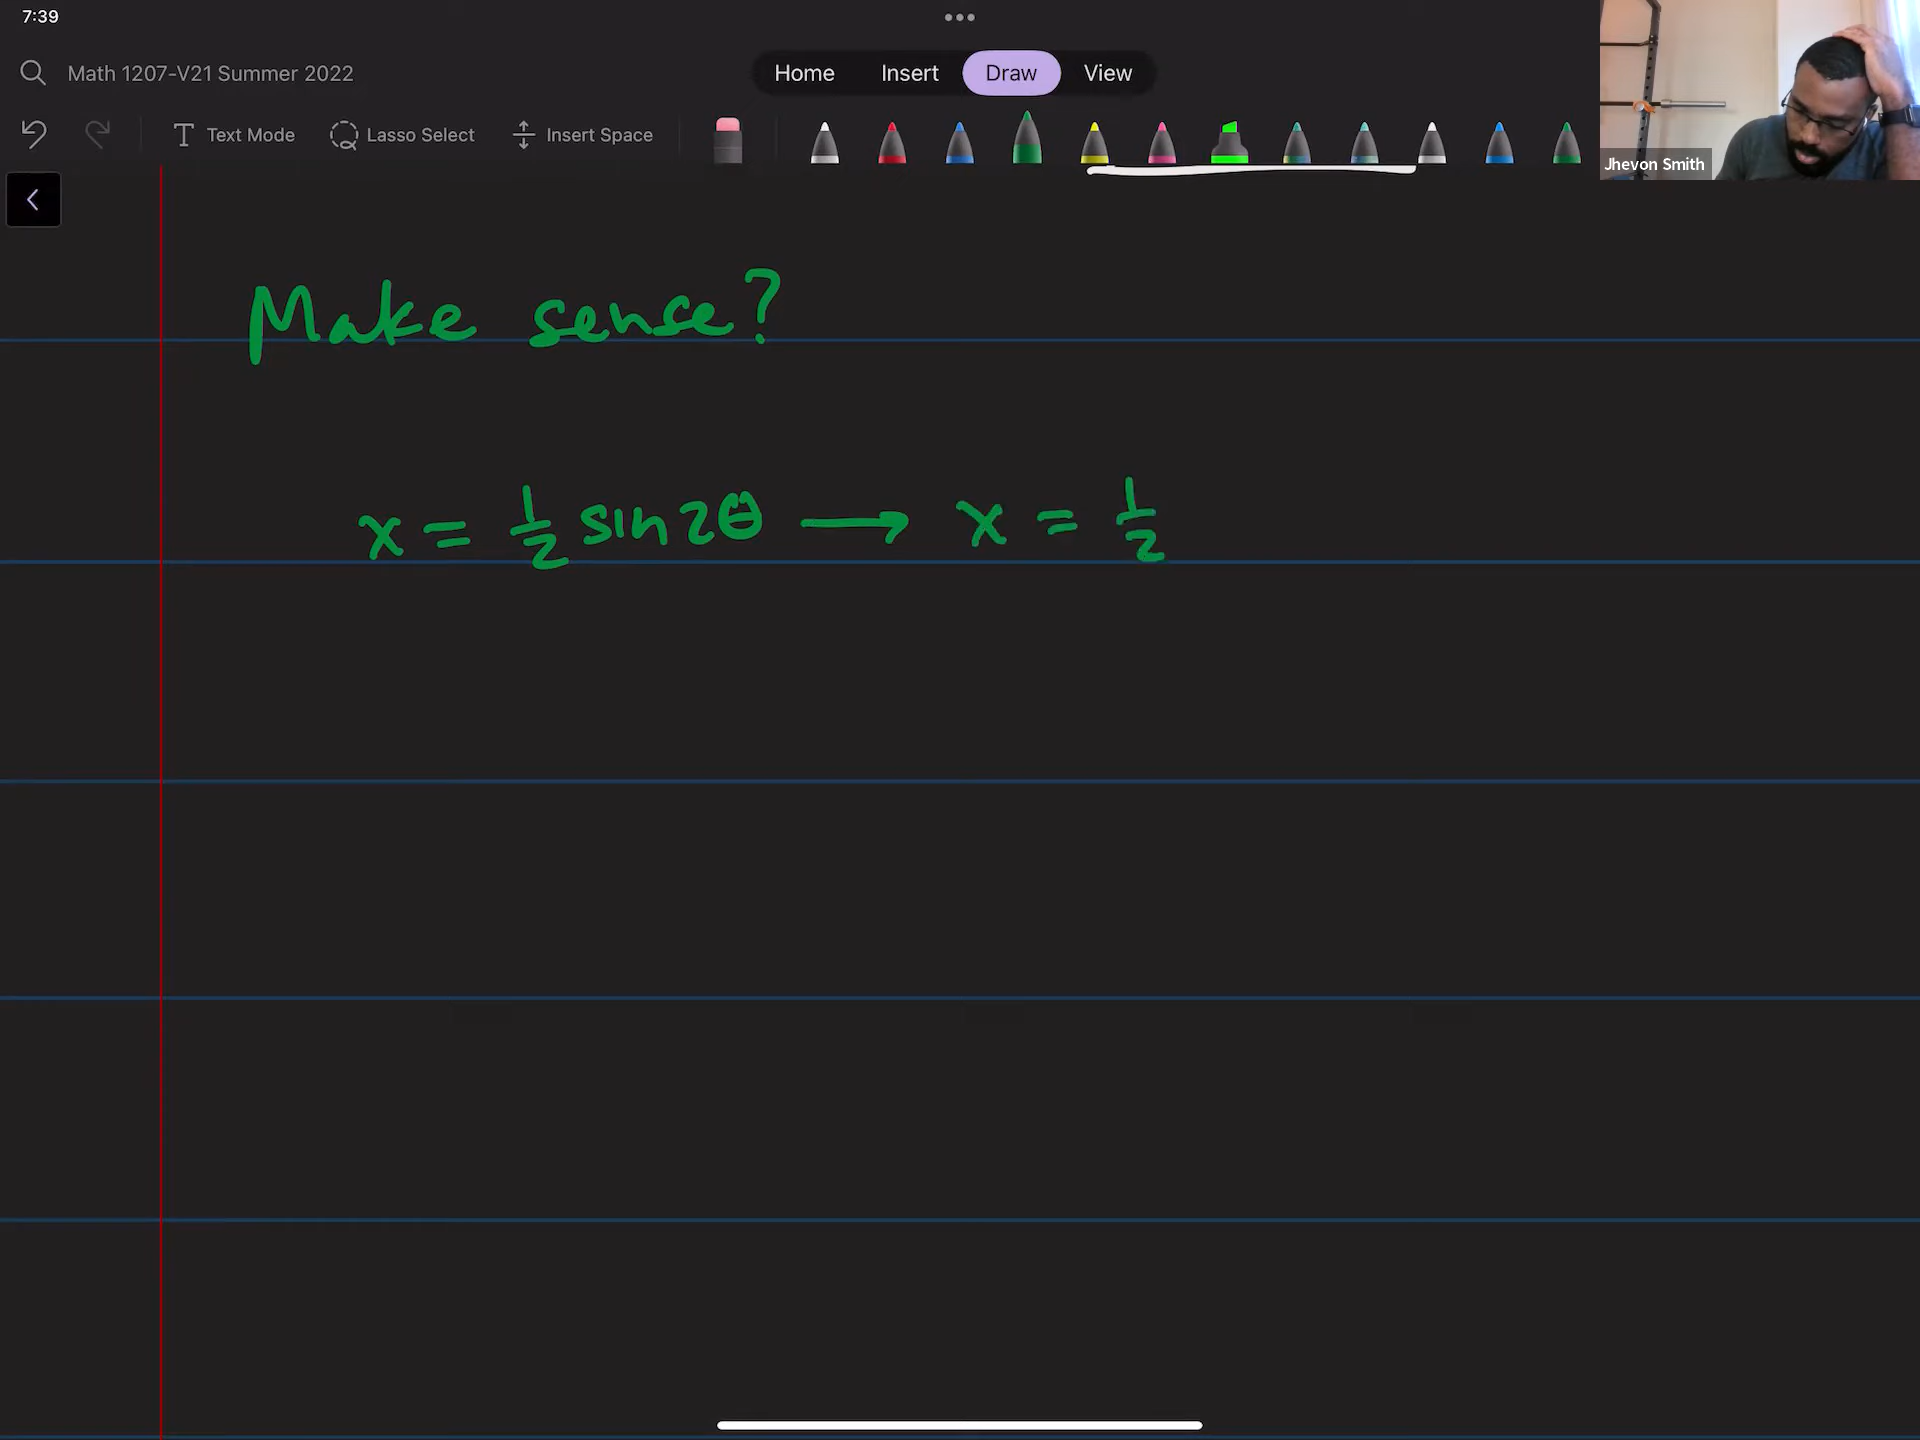 7:39
Math 1207-V21 Summer 2022
Home Insert Draw View
Text Mode Lasso Select Insert Space
Jhevon Smith
Make sense?
x = 1/2 sin 2θ → x = 1/2